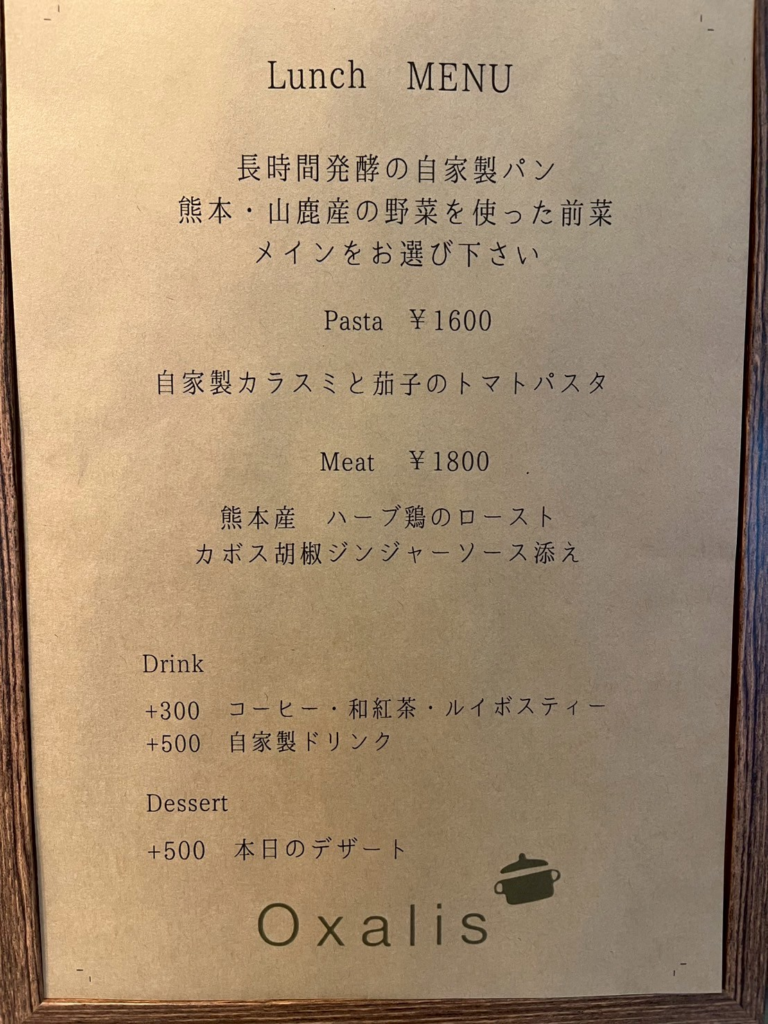 Lunch MENU
長時間発酵の自家製パン
熊本・山鹿産の野菜を使った前菜
メインをお選び下さい
Pasta ￥1600
自家製カラスミと茄子のトマトパスタ
Meat ￥1800
熊本産　ハーブ鶏のロースト
カボス胡椒ジンジャーソース添え
Drink
+300　コーヒー・和紅茶・ルイボスティー
+500　自家製ドリンク
Dessert
+500　本日のデザート
Oxalis